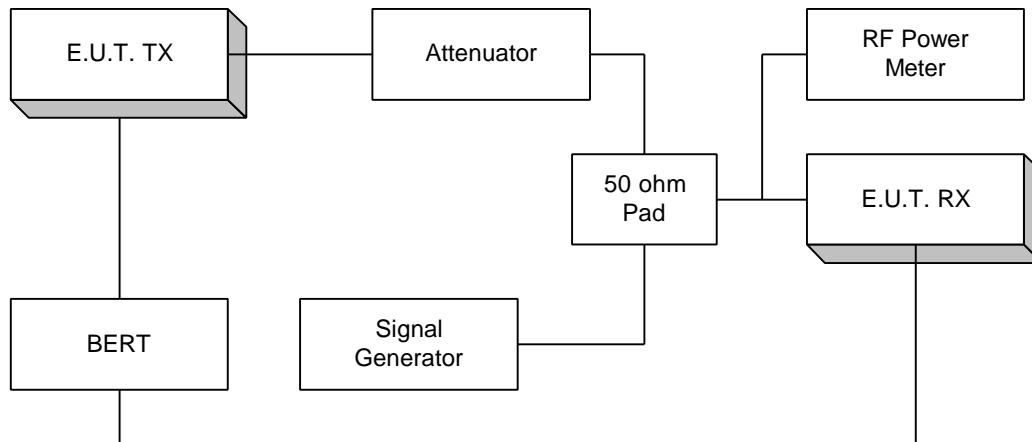 E.U.T. TX
Attenuator
RF Power
Meter
50 ohm
Pad
E.U.T. RX
BERT
Signal
Generator